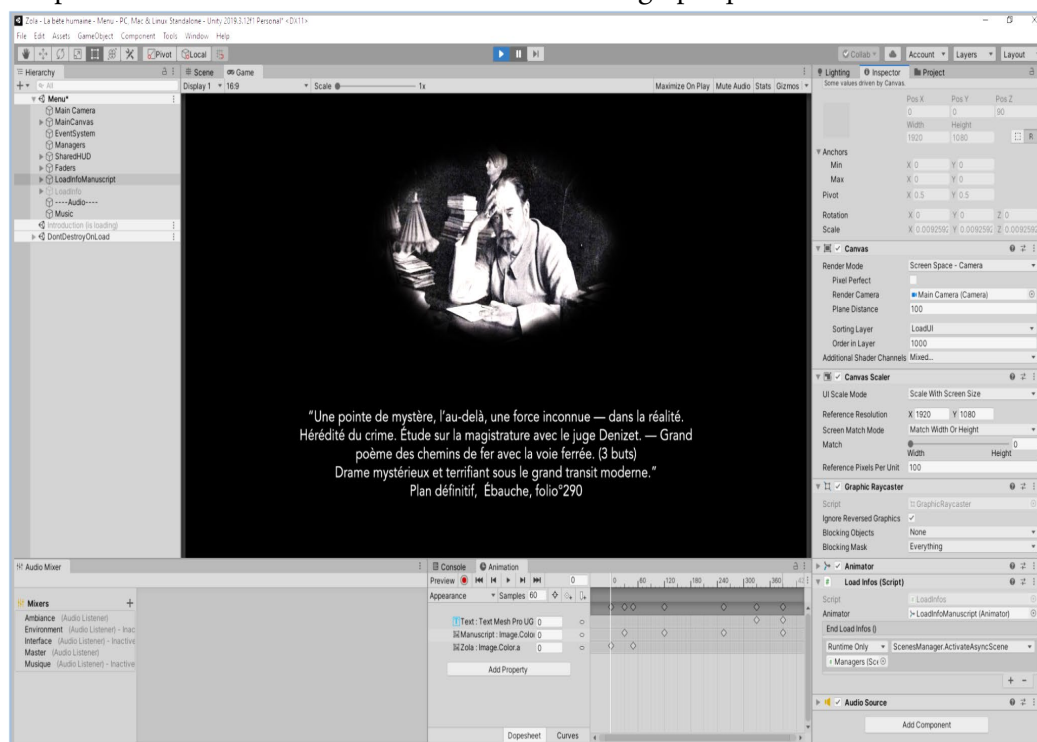 Zola - La bête humaine - Menu - PC, Mac & Linux Standalone - Unity 2019.3.12f1 Personal* <DX11>
File Edit Assets GameObject Component Tools Window Help
Pivot Local
Collab Account Layers Layout
Hierarchy
All
Menu*
Main Camera
MainCanvas
EventSystem
Managers
SharedHUD
Faders
LoadInfoManuscript
LoadInfo
----Audio----
Music
Introduction (is loading)
DontDestroyOnLoad
Scene Game
Display 1 16:9 Scale 1x Maximize On Play Mute Audio Stats Gizmos
“Une pointe de mystère, l’au-delà, une force inconnue — dans la réalité.
Hérédité du crime. Étude sur la magistrature avec le juge Denizet. — Grand
poème des chemins de fer avec la voie ferrée. (3 buts)
Drame mystérieux et terrifiant sous le grand transit moderne.”
Plan définitif, Ébauche, folio°290
Lighting Inspector Project
Some values driven by Canvas.
Pos X Pos Y Pos Z
0 0 90
Width Height
1920 1080
R
Anchors
Min X 0 Y 0
Max X 0 Y 0
Pivot X 0.5 Y 0.5
Rotation X 0 Y 0 Z 0
Scale X 0.0092592 Y 0.0092592 Z 0.0092592
Canvas
Render Mode Screen Space - Camera
Pixel Perfect
Render Camera Main Camera (Camera)
Plane Distance 100
Sorting Layer LoadUI
Order in Layer 1000
Additional Shader Channels Mixed...
Canvas Scaler
UI Scale Mode Scale With Screen Size
Reference Resolution X 1920 Y 1080
Screen Match Mode Match Width Or Height
Match 0
Width Height
Reference Pixels Per Unit 100
Graphic Raycaster
Script GraphicRaycaster
Ignore Reversed Graphics
Blocking Objects None
Blocking Mask Everything
Animator
Load Infos (Script)
Script LoadInfos
Animator LoadInfoManuscript (Animator)
End Load Infos ()
Runtime Only ScenesManager.ActivateAsyncScene
Managers (Sce
Audio Source
Add Component
Audio Mixer
Mixers
Ambiance (Audio Listener) - Inac
Environment (Audio Listener) - Inac
Interface (Audio Listener) - Inactive
Master (Audio Listener) - Inactive
Musique (Audio Listener) - Inactive
Console Animation
Preview 0 0 60 120 180 240 300 360
Appearance Samples 60
Text : Text Mesh Pro UG 0
Manuscript : Image.Color 0
Zola : Image.Color.a 0
Add Property
Dopesheet Curves